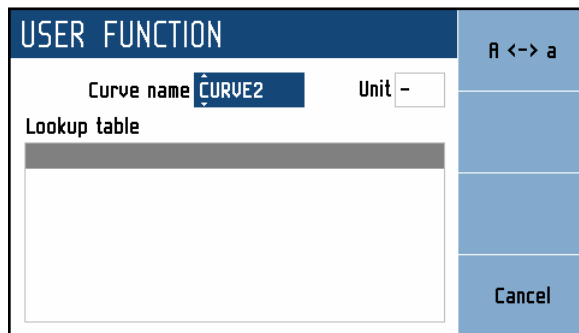 USER FUNCTION
A <-> a
Curve name CURVE2 Unit -
Lookup table
Cancel